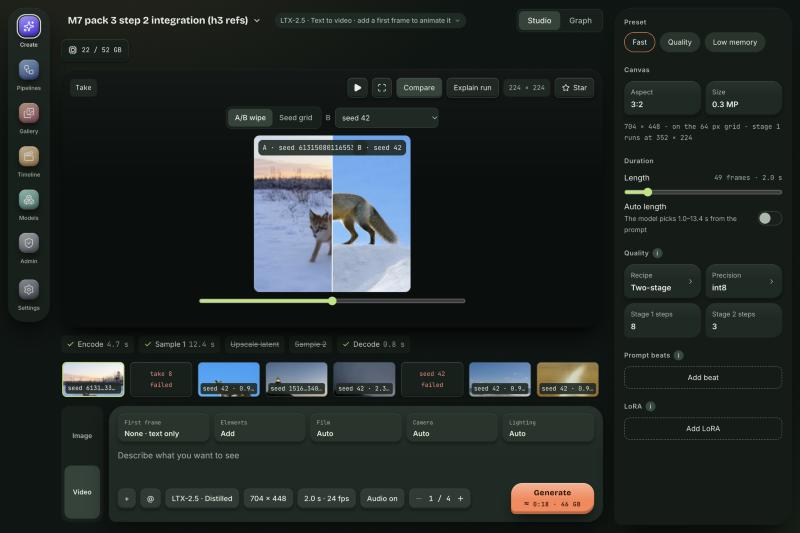 Create
Pipelines
Gallery
Timeline
Models
Admin
Settings
M7 pack 3 step 2 integration (h3 refs)
LTX-2.5 · Text to video · add a first frame to animate it
Studio
Graph
22 / 52 GB
Take
Compare
Explain run
224 × 224
Star
A/B wipe
Seed grid
B
seed 42
A · seed 6131508011655
B · seed 42
Encode 4.7 s
Sample 1 12.4 s
Upscale latent
Sample 2
Decode 0.8 s
seed 6131…33…
take 8
failed
seed 42 · 0.9…
seed 1516…340…
seed 42 · 2.3…
seed 42
failed
seed 42 · 0.9…
seed 42 · 0.9…
Image
Video
First frame
None · text only
Elements
Add
Film
Auto
Camera
Auto
Lighting
Auto
Describe what you want to see
+
@
LTX-2.5 · Distilled
704 × 448
2.0 s · 24 fps
Audio on
− 1 / 4 +
Generate
≈ 0:18 · 46 GB
Preset
Fast
Quality
Low memory
Canvas
Aspect
3:2
Size
0.3 MP
704 × 448 · on the 64 px grid · stage 1
runs at 352 × 224
Duration
Length
49 frames · 2.0 s
Auto length
The model picks 1.0–13.4 s from the
prompt
Quality i
Recipe
Two-stage
Precision
int8
Stage 1 steps
8
Stage 2 steps
3
Prompt beats i
Add beat
LoRA i
Add LoRA